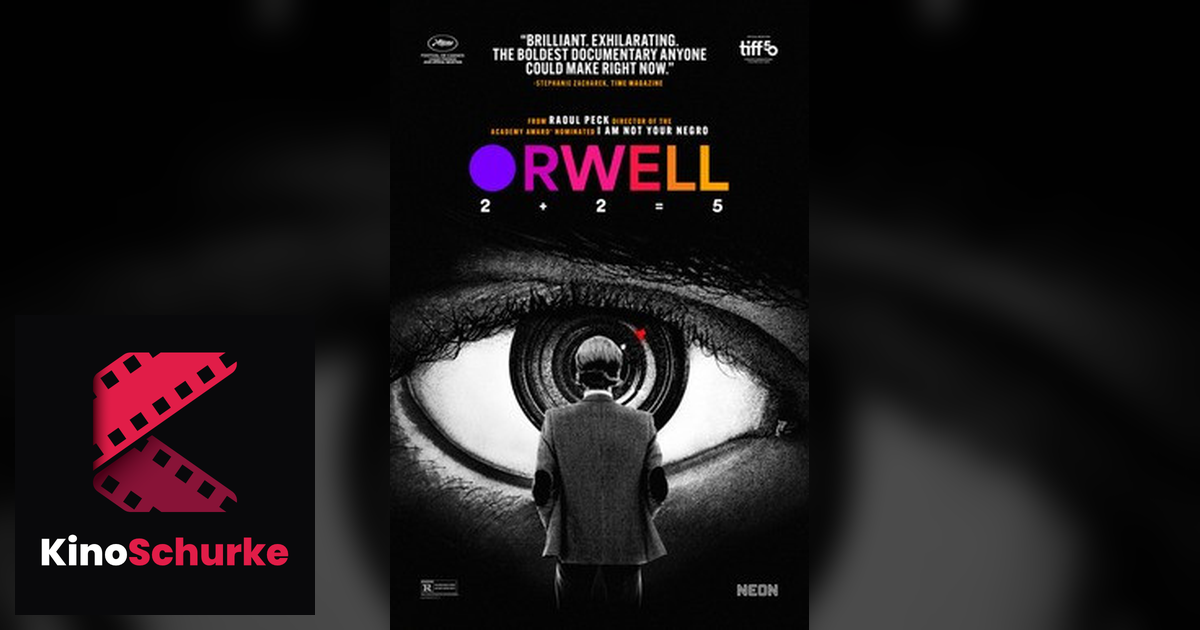 "BRILLIANT. EXHILARATING.
THE BOLDEST DOCUMENTARY ANYONE
COULD MAKE RIGHT NOW."
-STEPHANIE ZACHAREK, TIME MAGAZINE
tiff50
FROM RAOUL PECK DIRECTOR OF THE
ACADEMY AWARD® NOMINATED I AM NOT YOUR NEGRO
ORWELL
2 + 2 = 5
KinoSchurke
R
NEON